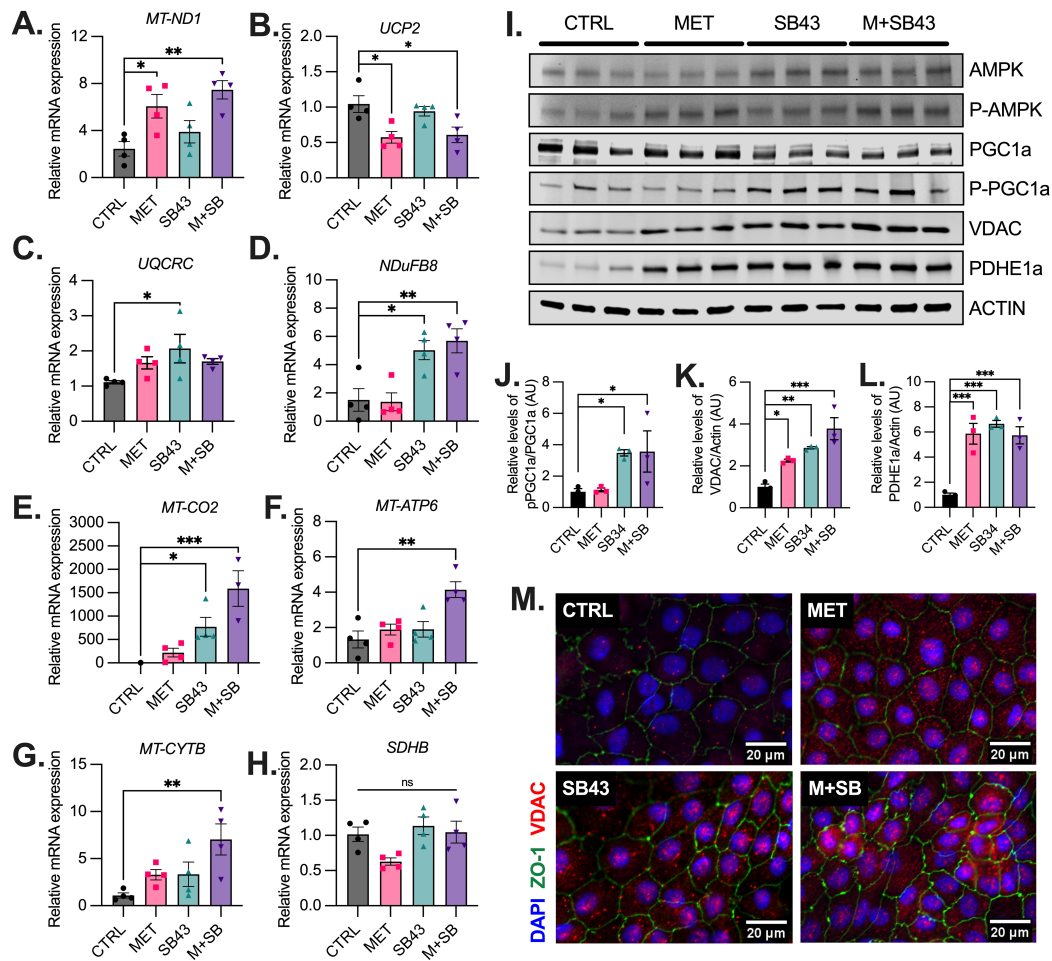 A.
MT-ND1
Relative mRNA expression
12
8
4
0
*
**
CTRL
MET
SB43
M+SB
B.
UCP2
Relative mRNA expression
2.0
1.5
1.0
0.5
0.0
*
*
CTRL
MET
SB43
M+SB
C.
UQCRC
Relative mRNA expression
4
3
2
1
0
*
CTRL
MET
SB43
M+SB
D.
NDuFB8
Relative mRNA expression
10
8
6
4
2
0
**
*
CTRL
MET
SB43
M+SB
E.
MT-CO2
Relative mRNA expression
3000
2500
2000
1500
1000
500
0
***
*
CTRL
MET
SB43
M+SB
F.
MT-ATP6
Relative mRNA expression
8
6
4
2
0
**
CTRL
MET
SB43
M+SB
G.
MT-CYTB
Relative mRNA expression
15
10
5
0
**
CTRL
MET
SB43
M+SB
H.
SDHB
Relative mRNA expression
2.0
1.5
1.0
0.5
0.0
ns
CTRL
MET
SB43
M+SB
I.
CTRL MET SB43 M+SB43
AMPK
P-AMPK
PGC1a
P-PGC1a
VDAC
PDHE1a
ACTIN
J.
Relative levels of
pPGC1a/PGC1a (AU)
10
8
6
4
2
0
*
*
CTRL
MET
SB34
M+SB
K.
Relative levels of
VDAC/Actin (AU)
6
4
2
0
***
**
*
CTRL
MET
SB34
M+SB
L.
Relative levels of
PDHE1a/Actin (AU)
10
8
6
4
2
0
***
***
***
CTRL
MET
SB34
M+SB
M.
DAPI ZO-1 VDAC
CTRL
20 µm
MET
20 µm
SB43
20 µm
M+SB
20 µm